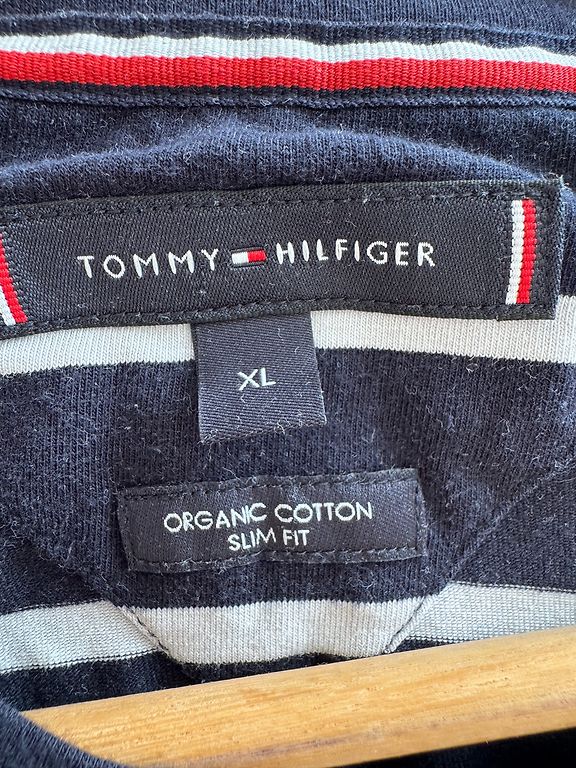 TOMMY HILFIGER
XL
ORGANIC COTTON
SLIM FIT